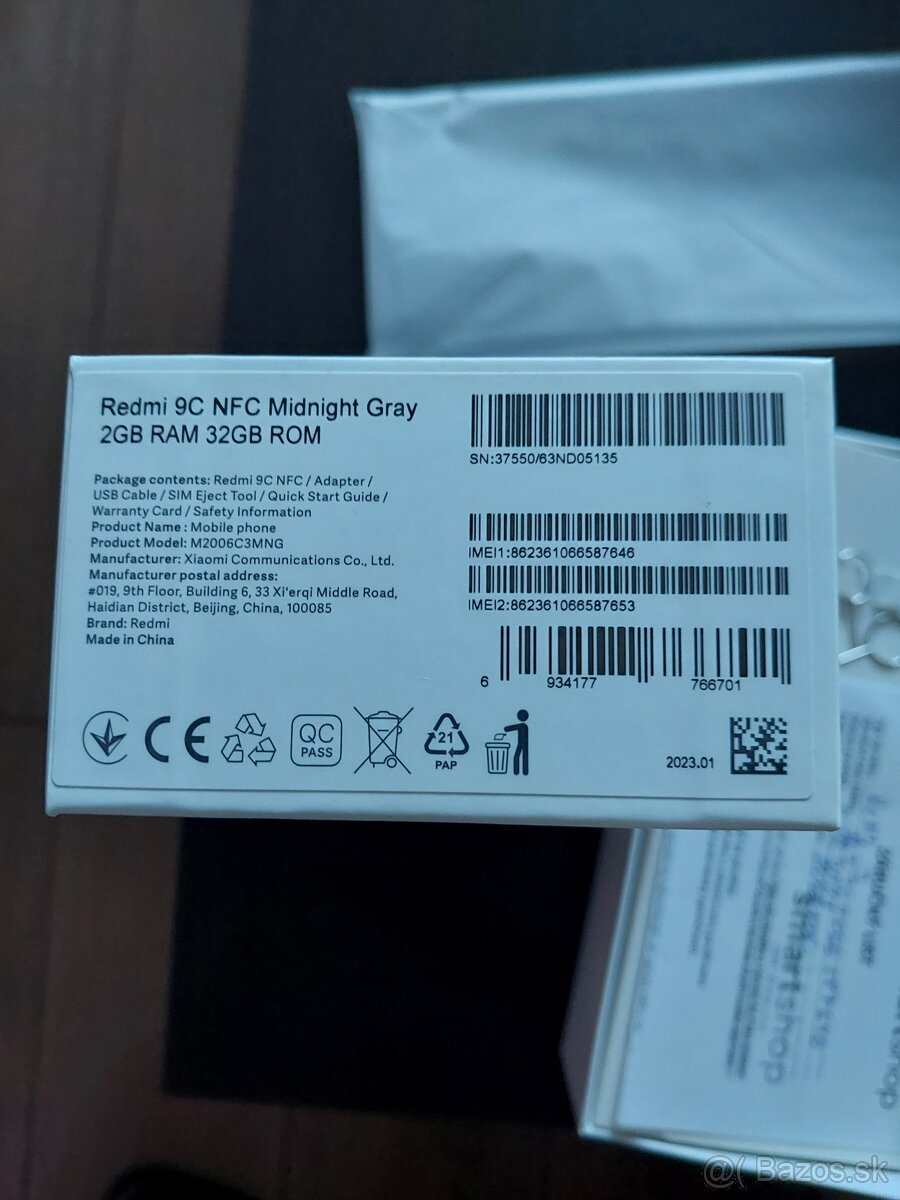 Redmi 9C NFC Midnight Gray
2GB RAM 32GB ROM
Package contents: Redmi 9C NFC / Adapter /
USB Cable / SIM Eject Tool / Quick Start Guide /
Warranty Card / Safety Information
Product Name : Mobile phone
Product Model: M2006C3MNG
Manufacturer: Xiaomi Communications Co., Ltd.
Manufacturer postal address:
#019, 9th Floor, Building 6, 33 Xi'erqi Middle Road,
Haidian District, Beijing, China, 100085
Brand: Redmi
Made in China
SN:37550/63ND05135
IMEI1:862361066587646
IMEI2:862361066587653
6 934177 766701
CE
QC
PASS
21
PAP
2023.01
smartshop
@( Bazos.sk